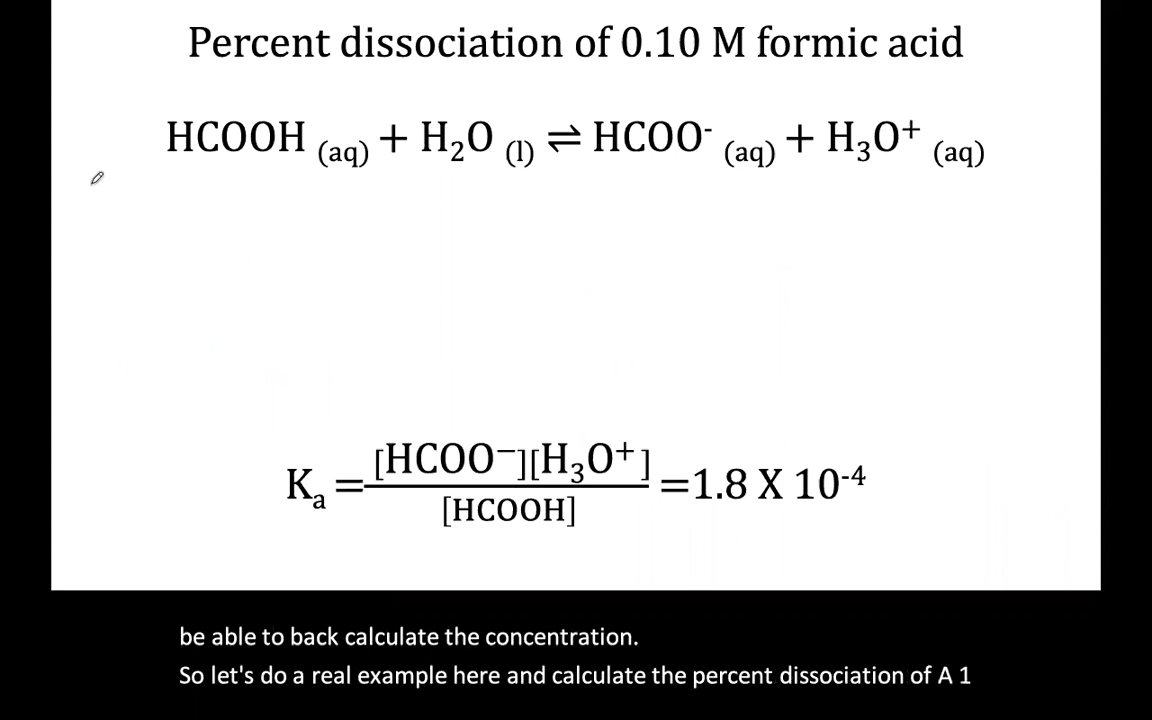 Percent dissociation of 0.10 M formic acid
HCOOH (aq) + H₂O (l) ⇌ HCOO⁻ (aq) + H₃O⁺ (aq)
Kₐ = [HCOO⁻][H₃O⁺] / [HCOOH] = 1.8 X 10⁻⁴
be able to back calculate the concentration.
So let's do a real example here and calculate the percent dissociation of A 1